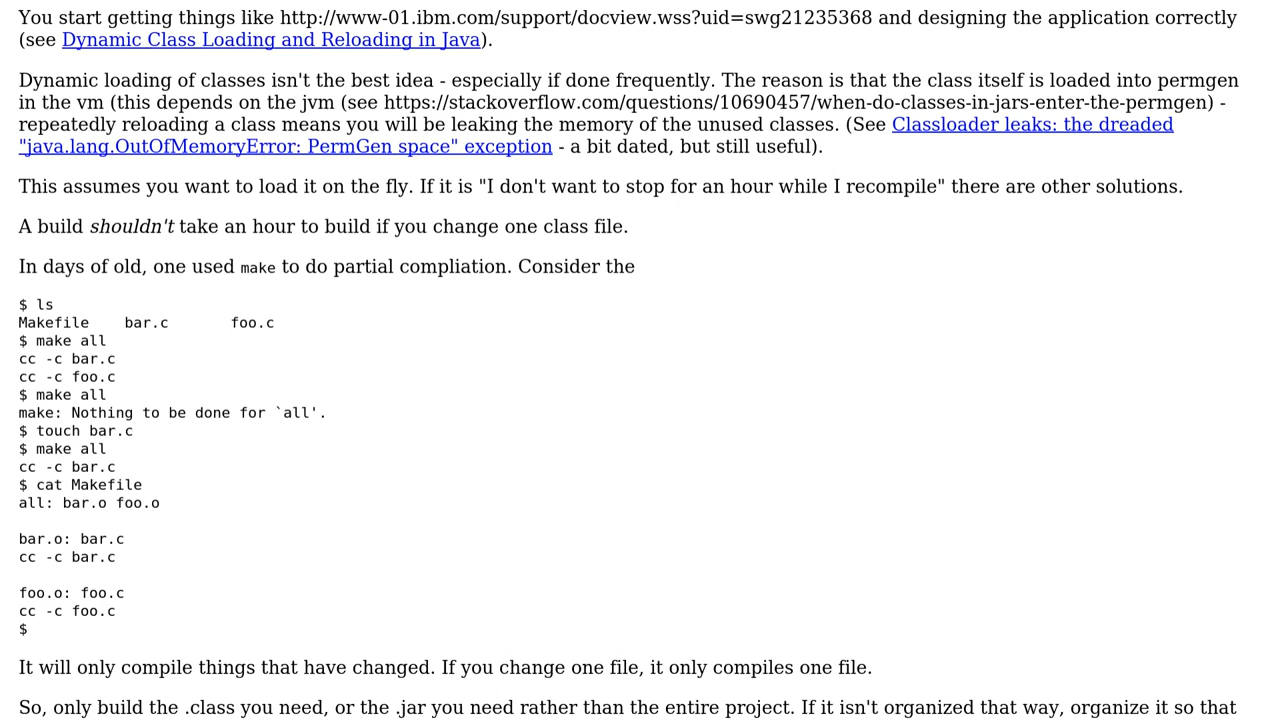 You start getting things like http://www-01.ibm.com/support/docview.wss?uid=swg21235368 and designing the application correctly
(see Dynamic Class Loading and Reloading in Java).
Dynamic loading of classes isn't the best idea - especially if done frequently. The reason is that the class itself is loaded into permgen
in the vm (this depends on the jvm (see https://stackoverflow.com/questions/10690457/when-do-classes-in-jars-enter-the-permgen) -
repeatedly reloading a class means you will be leaking the memory of the unused classes. (See Classloader leaks: the dreaded
"java.lang.OutOfMemoryError: PermGen space" exception - a bit dated, but still useful).
This assumes you want to load it on the fly. If it is "I don't want to stop for an hour while I recompile" there are other solutions.
A build shouldn't take an hour to build if you change one class file.
In days of old, one used make to do partial compliation. Consider the
$ ls
Makefile    bar.c       foo.c
$ make all
cc -c bar.c
cc -c foo.c
$ make all
make: Nothing to be done for `all'.
$ touch bar.c
$ make all
cc -c bar.c
$ cat Makefile
all: bar.o foo.o
bar.o: bar.c
cc -c bar.c
foo.o: foo.c
cc -c foo.c
$
It will only compile things that have changed. If you change one file, it only compiles one file.
So, only build the .class you need, or the .jar you need rather than the entire project. If it isn't organized that way, organize it so that